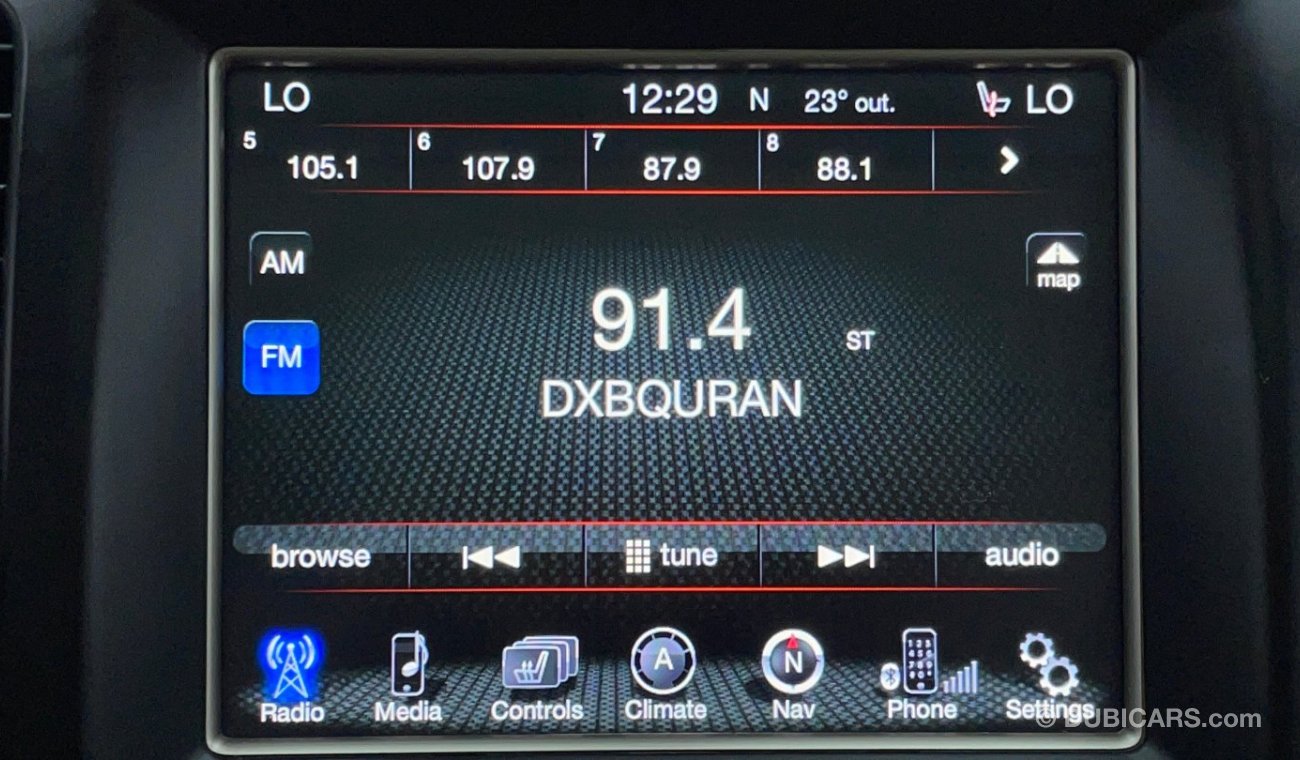 LO 12:29 N 23° out. LO
5 6 7 8
105.1 107.9 87.9 88.1
AM
map
91.4 ST
FM
DXBQURAN
browse tune audio
A N
Radio Media Controls Climate Nav Phone Settings
© DUBICARS.com